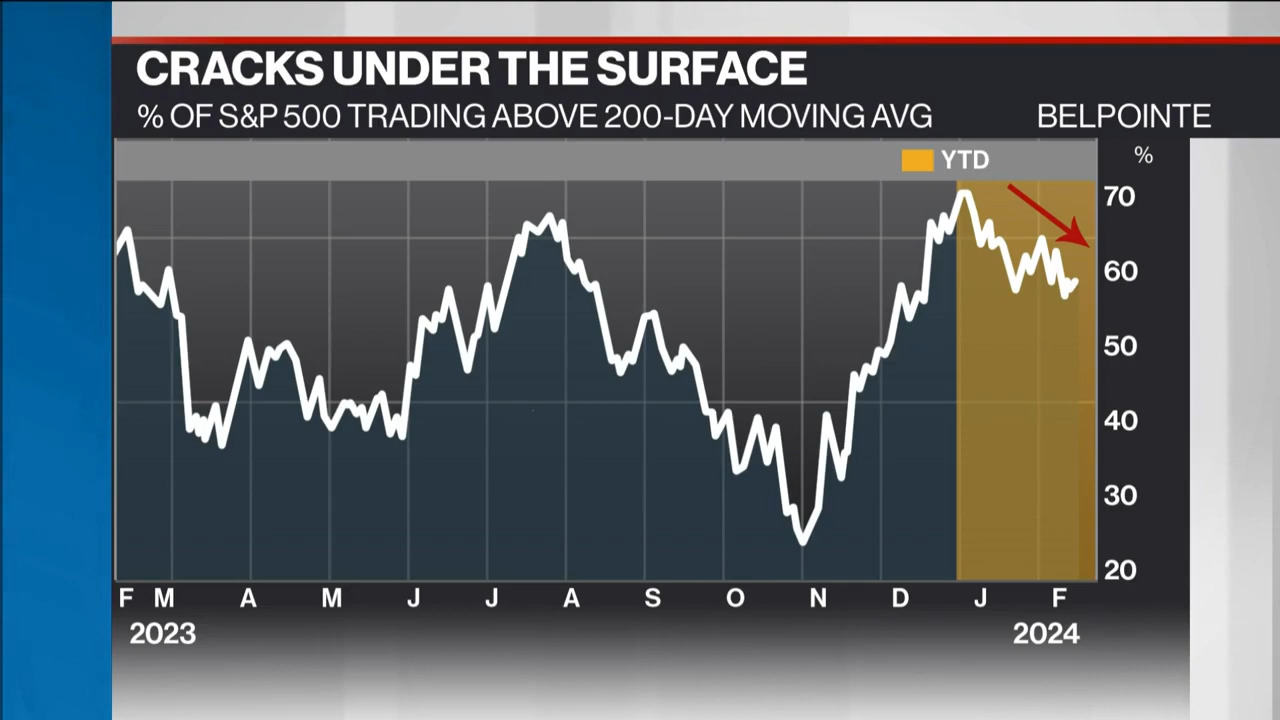 CRACKS UNDER THE SURFACE
% OF S&P 500 TRADING ABOVE 200-DAY MOVING AVG BELPOINTE
YTD %
70
60
50
40
30
20
F M A M J J A S O N D J F
2023 2024